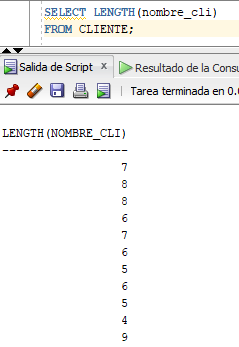 SELECT LENGTH(nombre_cli)
FROM CLIENTE;
Salida de Script x Resultado de la Consu
Tarea terminada en 0.0
LENGTH(NOMBRE_CLI)
------------------
7
8
8
6
7
6
5
6
5
4
9